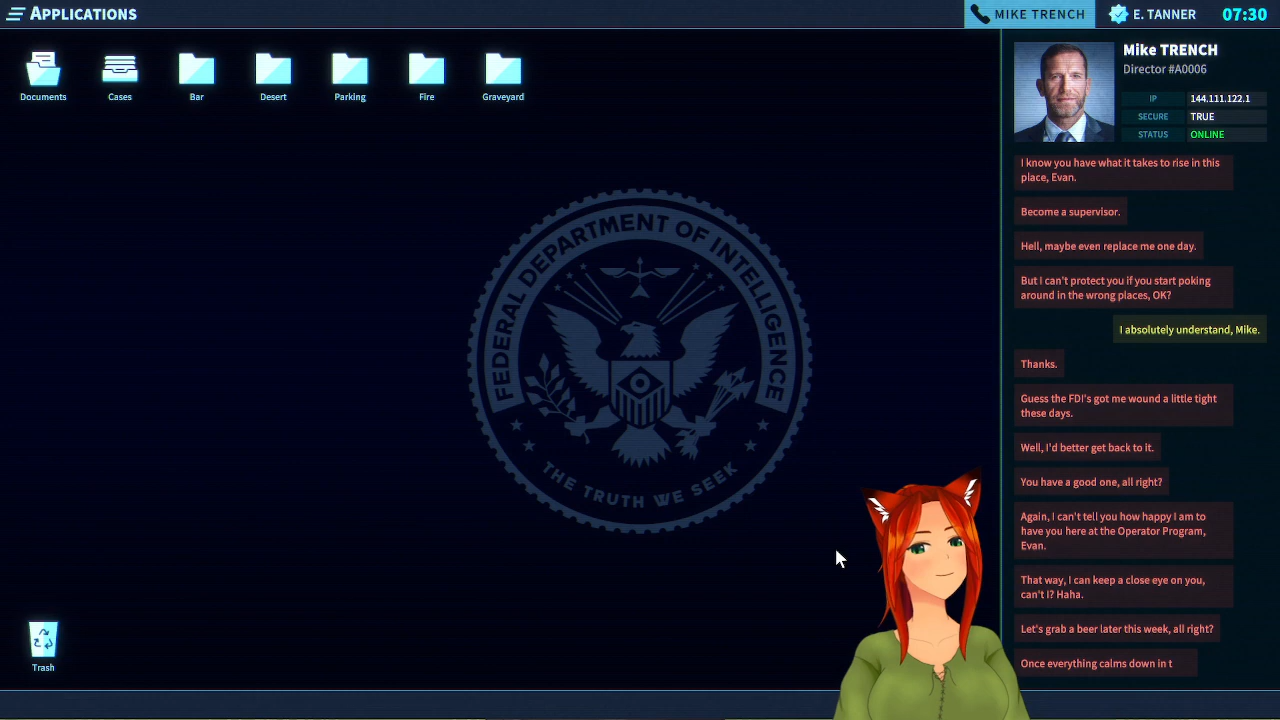 APPLICATIONS
MIKE TRENCH
E. TANNER
07:30
Documents
Cases
Bar
Desert
Parking
Fire
Graveyard
Trash
FEDERAL DEPARTMENT OF INTELLIGENCE
THE TRUTH WE SEEK
Mike TRENCH
Director #A0006
IP 144.111.122.1
SECURE TRUE
STATUS ONLINE
I know you have what it takes to rise in this
place, Evan.
Become a supervisor.
Hell, maybe even replace me one day.
But I can't protect you if you start poking
around in the wrong places, OK?
I absolutely understand, Mike.
Thanks.
Guess the FDI's got me wound a little tight
these days.
Well, I'd better get back to it.
You have a good one, all right?
Again, I can't tell you how happy I am to
have you here at the Operator Program,
Evan.
That way, I can keep a close eye on you,
can't I? Haha.
Let's grab a beer later this week, all right?
Once everything calms down in t